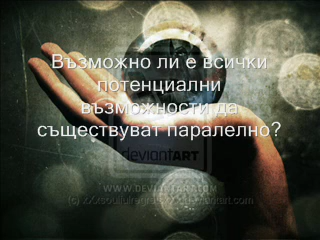 Възможно ли е всички
потенциални
възможности да
съществуват паралелно?
deviantART
WWW.DEVIANTART.COM